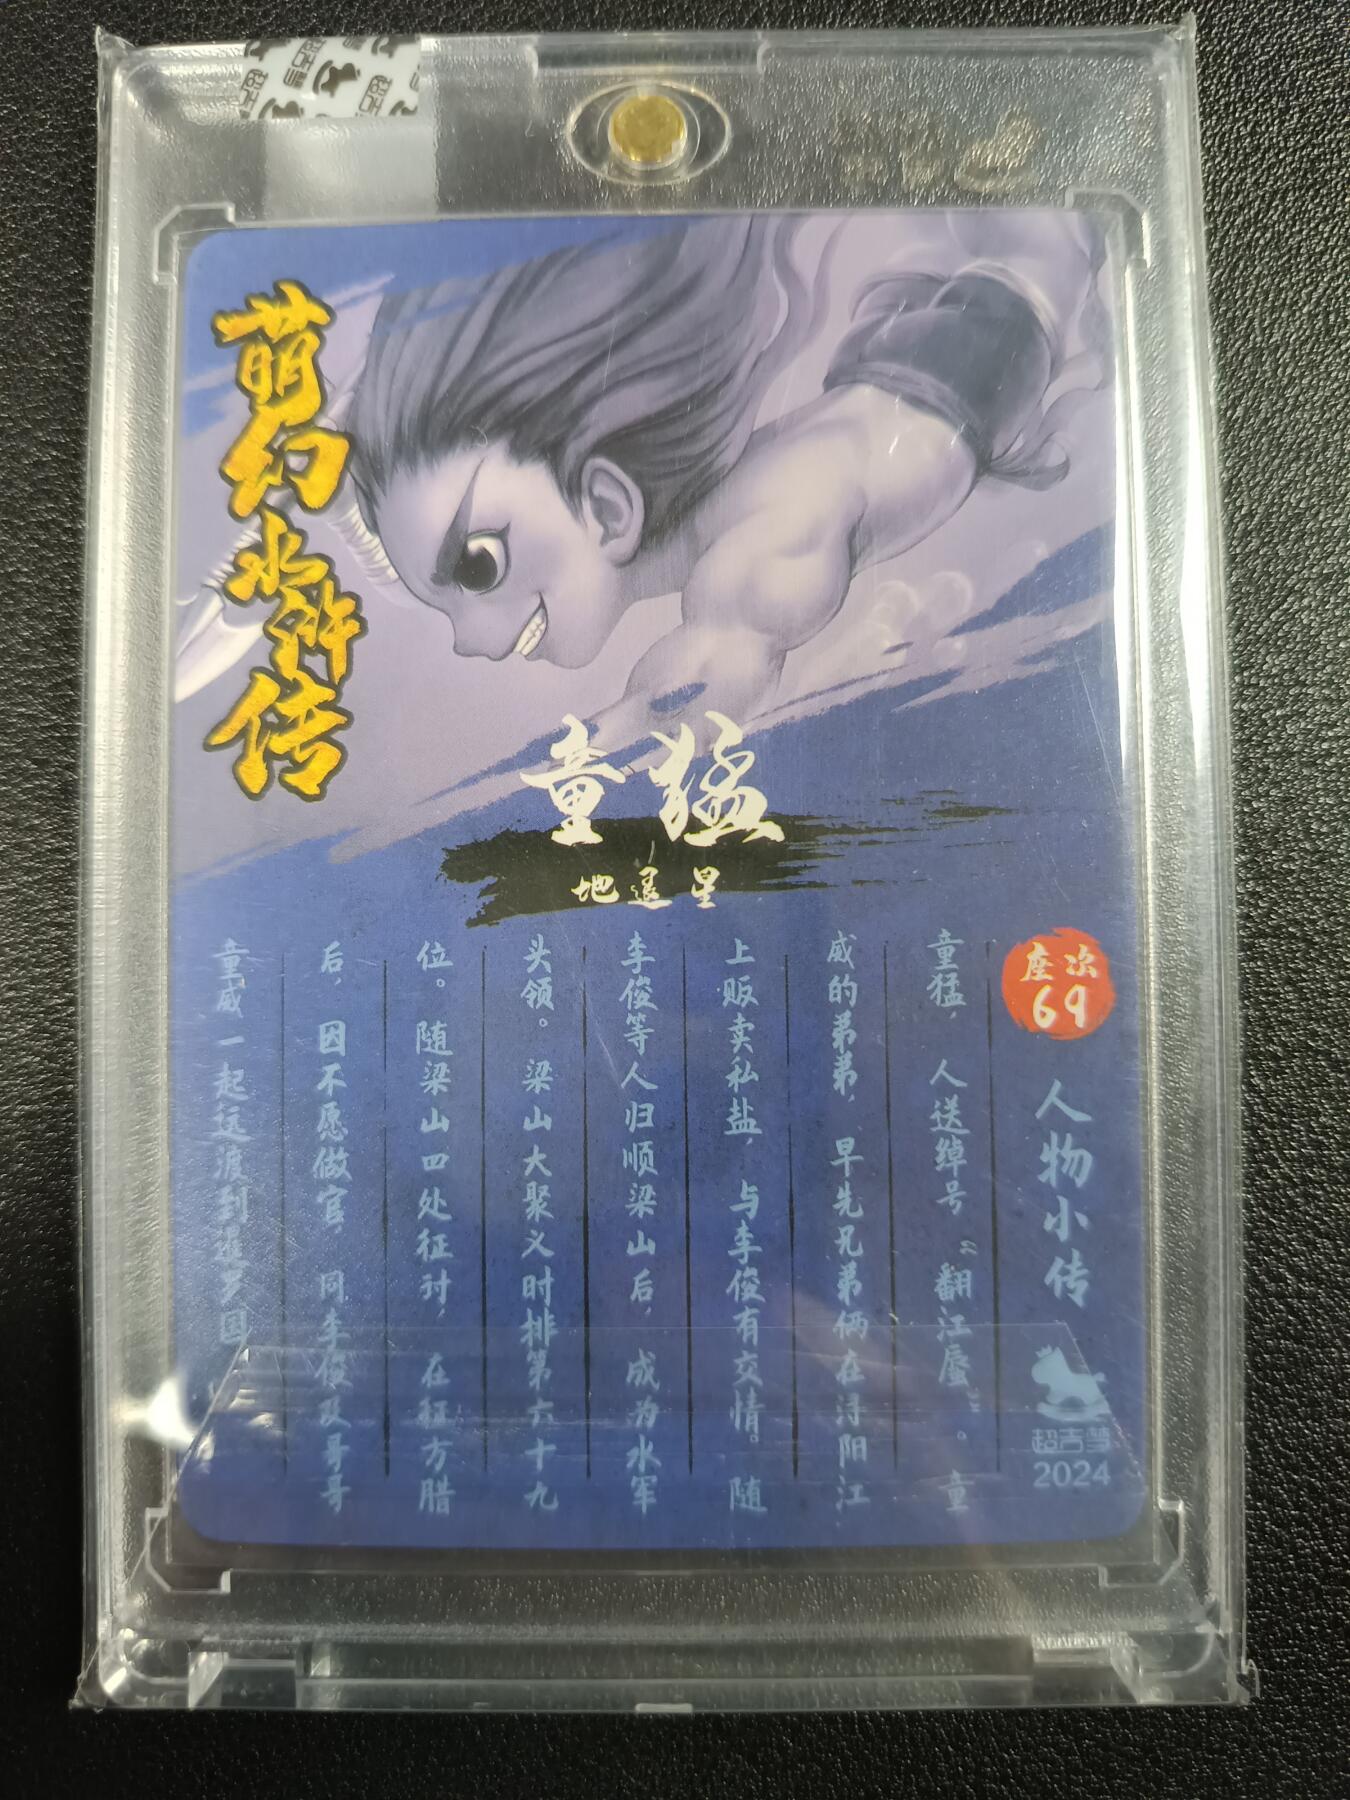 萌幻水浒传
童猛
地退星
座次
69
人物小传
童猛，人送绰号“翻江蜃”。童
威的弟弟，早先兄弟俩在浔阳江
上贩卖私盐，与李俊有交情。随
李俊等人归顺梁山后，成为水军
头领。梁山大聚义时排第六十九
位。随梁山四处征讨，在征方腊
后，因不愿做官，同李俊及哥哥
童威一起远渡到暹罗国
超吉梦
2024